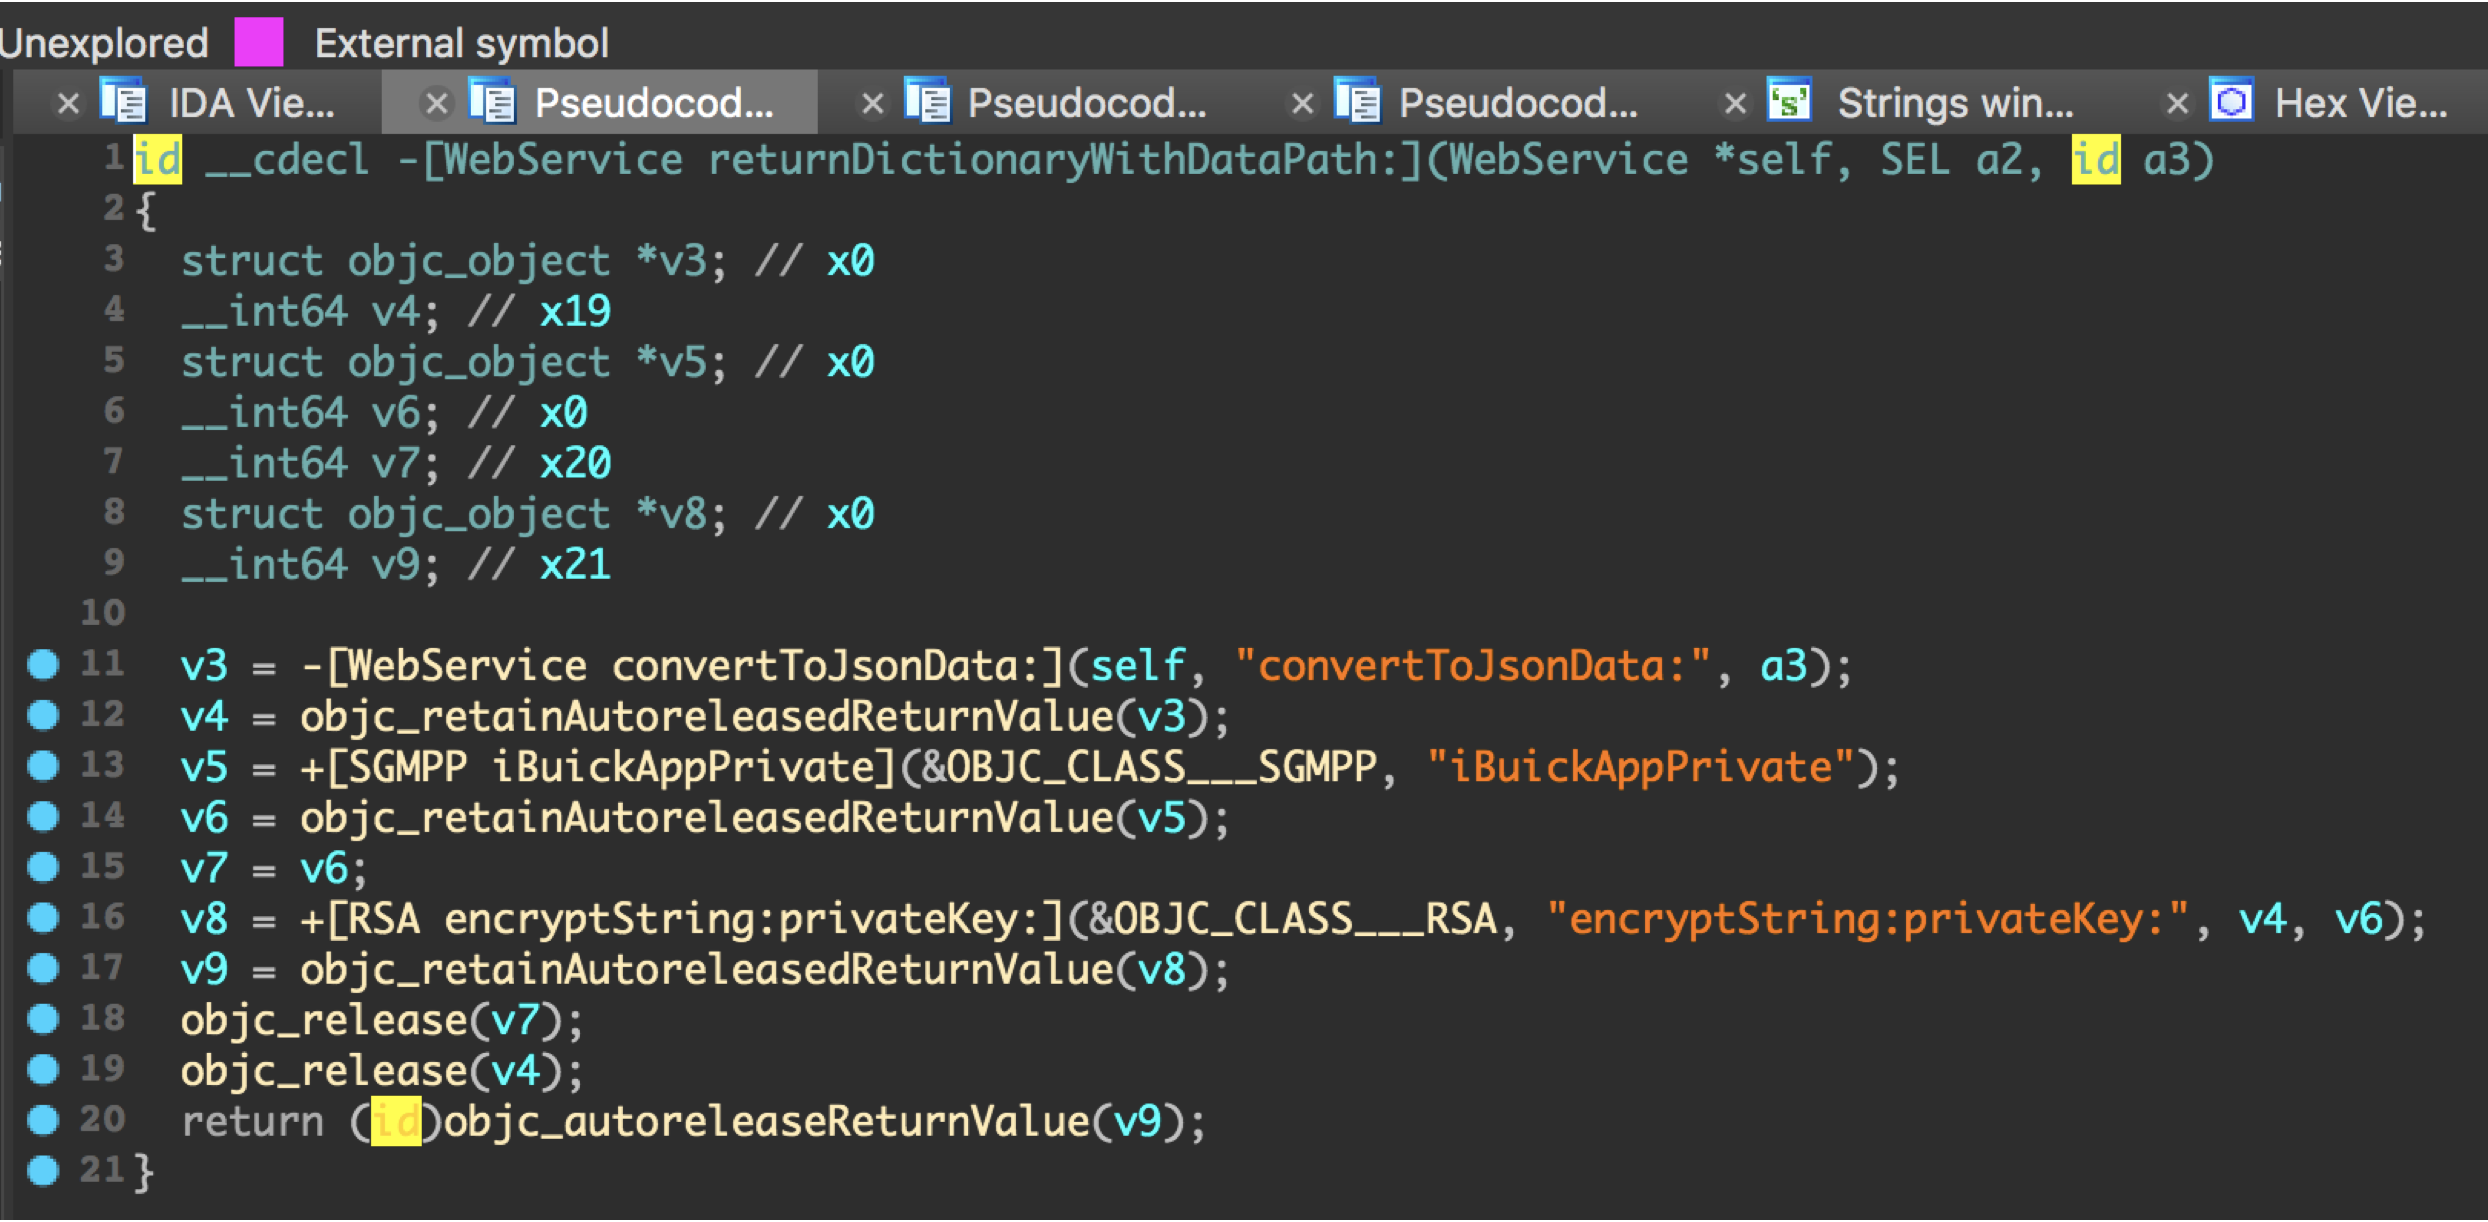 Unexplored External symbol
IDA Vie... Pseudocod... Pseudocod... Pseudocod... Strings win... Hex Vie...
1 id __cdecl -[WebService returnDictionaryWithDataPath:](WebService *self, SEL a2, id a3)
2 {
3 struct objc_object *v3; // x0
4 __int64 v4; // x19
5 struct objc_object *v5; // x0
6 __int64 v6; // x0
7 __int64 v7; // x20
8 struct objc_object *v8; // x0
9 __int64 v9; // x21
10
11 v3 = -[WebService convertToJsonData:](self, "convertToJsonData:", a3);
12 v4 = objc_retainAutoreleasedReturnValue(v3);
13 v5 = +[SGMPP iBuickAppPrivate](&OBJC_CLASS___SGMPP, "iBuickAppPrivate");
14 v6 = objc_retainAutoreleasedReturnValue(v5);
15 v7 = v6;
16 v8 = +[RSA encryptString:privateKey:](&OBJC_CLASS___RSA, "encryptString:privateKey:", v4, v6);
17 v9 = objc_retainAutoreleasedReturnValue(v8);
18 objc_release(v7);
19 objc_release(v4);
20 return (id)objc_autoreleaseReturnValue(v9);
21 }